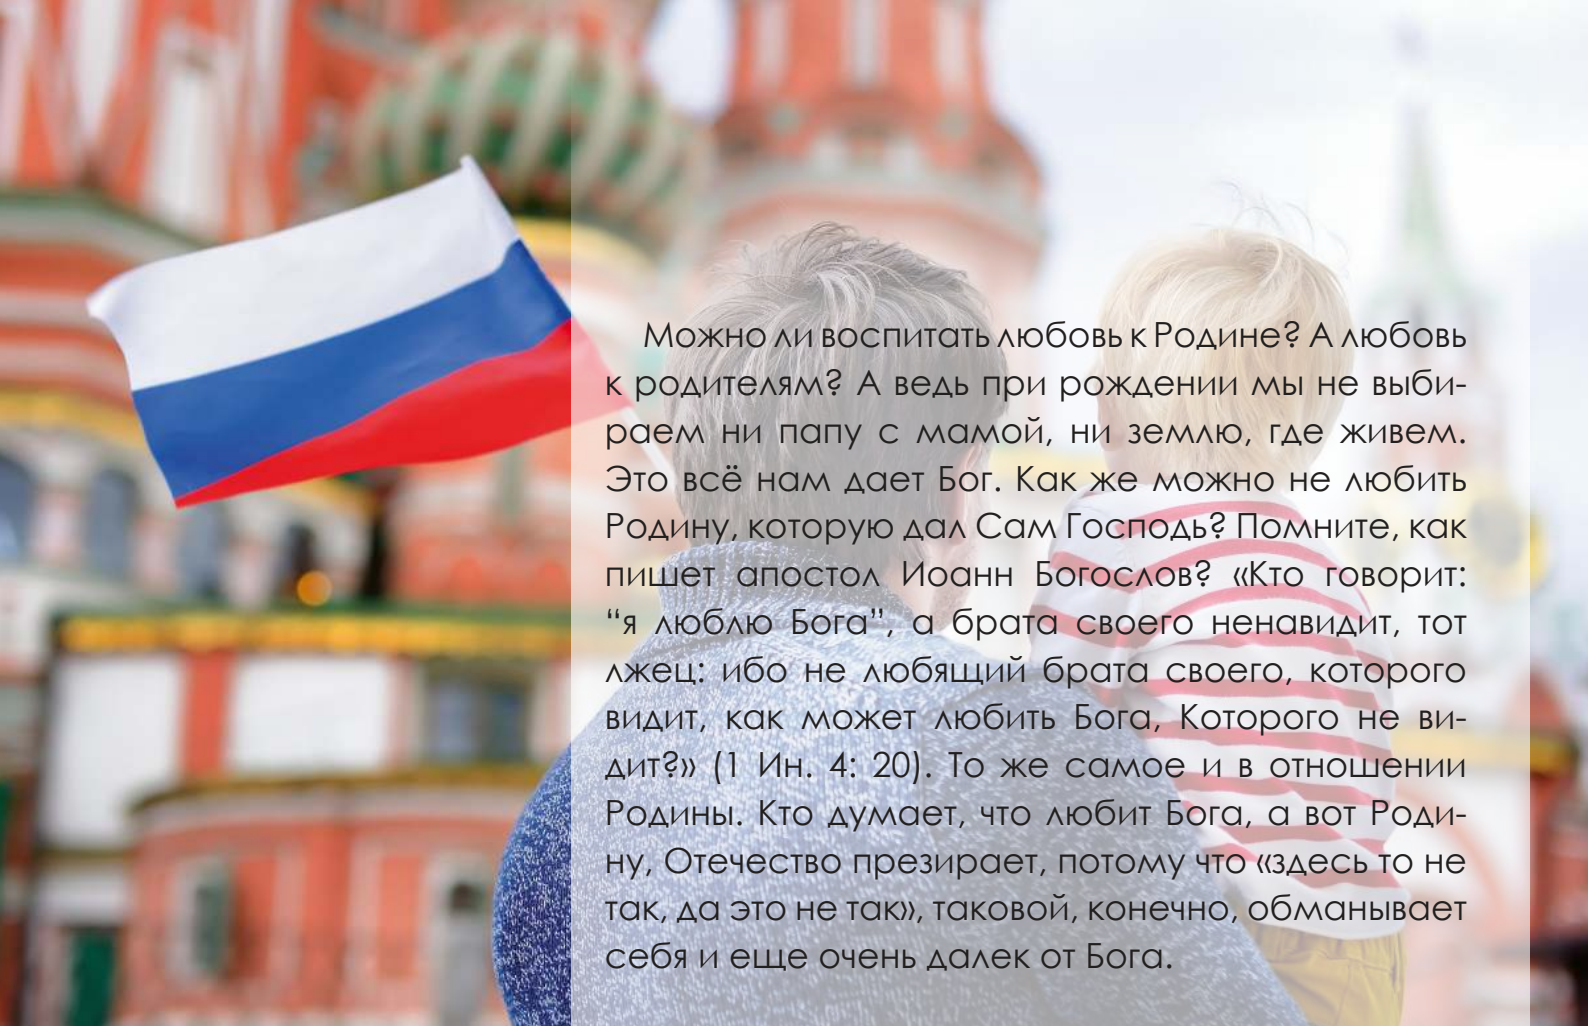 Можно ли воспитать любовь к Родине? А любовь
к родителям? А ведь при рождении мы не выби-
раем ни папу с мамой, ни землю, где живем.
Это всё нам дает Бог. Как же можно не любить
Родину, которую дал Сам Господь? Помните, как
пишет апостол Иоанн Богослов? «Кто говорит:
“я люблю Бога”, а брата своего ненавидит, тот
лжец: ибо не любящий брата своего, которого
видит, как может любить Бога, Которого не ви-
дит?» (1 Ин. 4: 20). То же самое и в отношении
Родины. Кто думает, что любит Бога, а вот Роди-
ну, Отечество презирает, потому что «здесь то не
так, да это не так», таковой, конечно, обманывает
себя и еще очень далек от Бога.